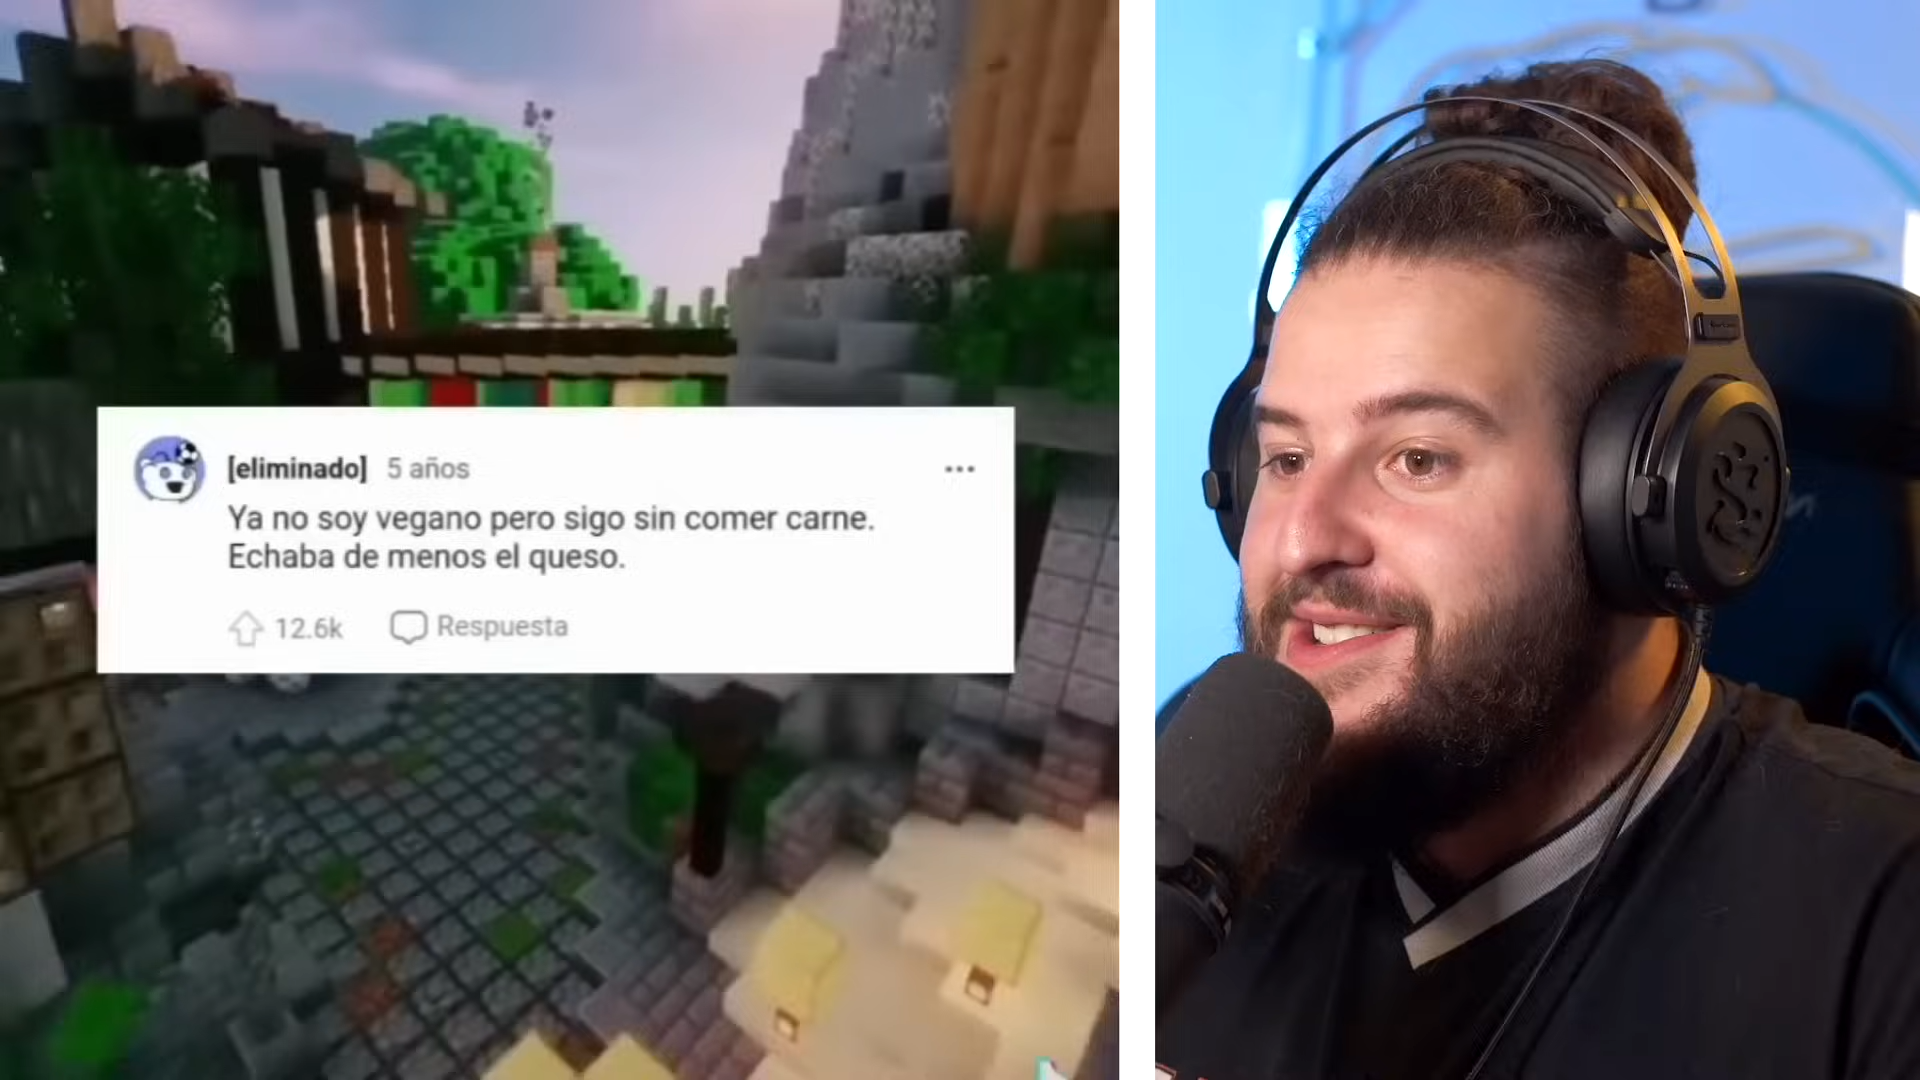 [eliminado] 5 años
Ya no soy vegano pero sigo sin comer carne.
Echaba de menos el queso.
12.6k Respuesta